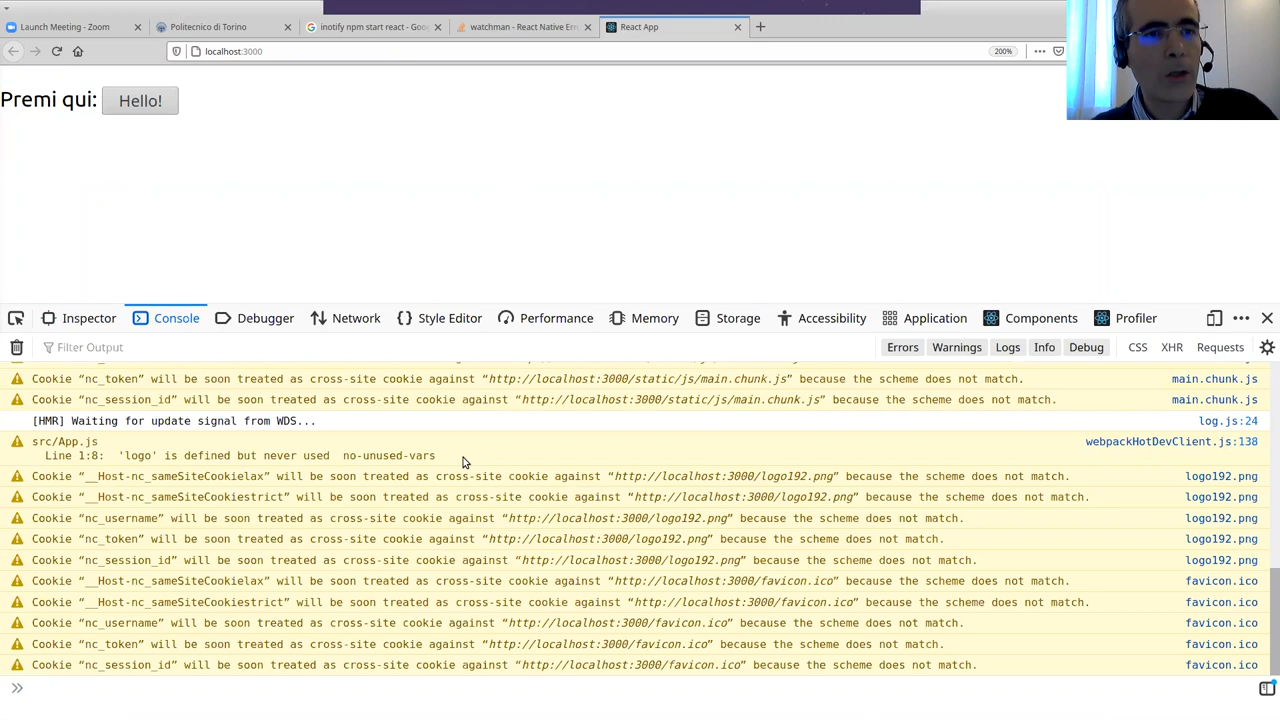 Launch Meeting - Zoom
Politecnico di Torino
inotify npm start react - Goo
watchman - React Native Erro
React App
localhost:3000
200%
Premi qui: Hello!
Inspector Console Debugger Network Style Editor Performance Memory Storage Accessibility Application Components Profiler
Filter Output Errors Warnings Logs Info Debug CSS XHR Requests
Cookie “nc_token” will be soon treated as cross-site cookie against “http://localhost:3000/static/js/main.chunk.js” because the scheme does not match. main.chunk.js
Cookie “nc_session_id” will be soon treated as cross-site cookie against “http://localhost:3000/static/js/main.chunk.js” because the scheme does not match. main.chunk.js
[HMR] Waiting for update signal from WDS... log.js:24
src/App.js webpackHotDevClient.js:138
Line 1:8: 'logo' is defined but never used no-unused-vars
Cookie “__Host-nc_sameSiteCookielax” will be soon treated as cross-site cookie against “http://localhost:3000/logo192.png” because the scheme does not match. logo192.png
Cookie “__Host-nc_sameSiteCookiestrict” will be soon treated as cross-site cookie against “http://localhost:3000/logo192.png” because the scheme does not match. logo192.png
Cookie “nc_username” will be soon treated as cross-site cookie against “http://localhost:3000/logo192.png” because the scheme does not match. logo192.png
Cookie “nc_token” will be soon treated as cross-site cookie against “http://localhost:3000/logo192.png” because the scheme does not match. logo192.png
Cookie “nc_session_id” will be soon treated as cross-site cookie against “http://localhost:3000/logo192.png” because the scheme does not match. logo192.png
Cookie “__Host-nc_sameSiteCookielax” will be soon treated as cross-site cookie against “http://localhost:3000/favicon.ico” because the scheme does not match. favicon.ico
Cookie “__Host-nc_sameSiteCookiestrict” will be soon treated as cross-site cookie against “http://localhost:3000/favicon.ico” because the scheme does not match. favicon.ico
Cookie “nc_username” will be soon treated as cross-site cookie against “http://localhost:3000/favicon.ico” because the scheme does not match. favicon.ico
Cookie “nc_token” will be soon treated as cross-site cookie against “http://localhost:3000/favicon.ico” because the scheme does not match. favicon.ico
Cookie “nc_session_id” will be soon treated as cross-site cookie against “http://localhost:3000/favicon.ico” because the scheme does not match. favicon.ico